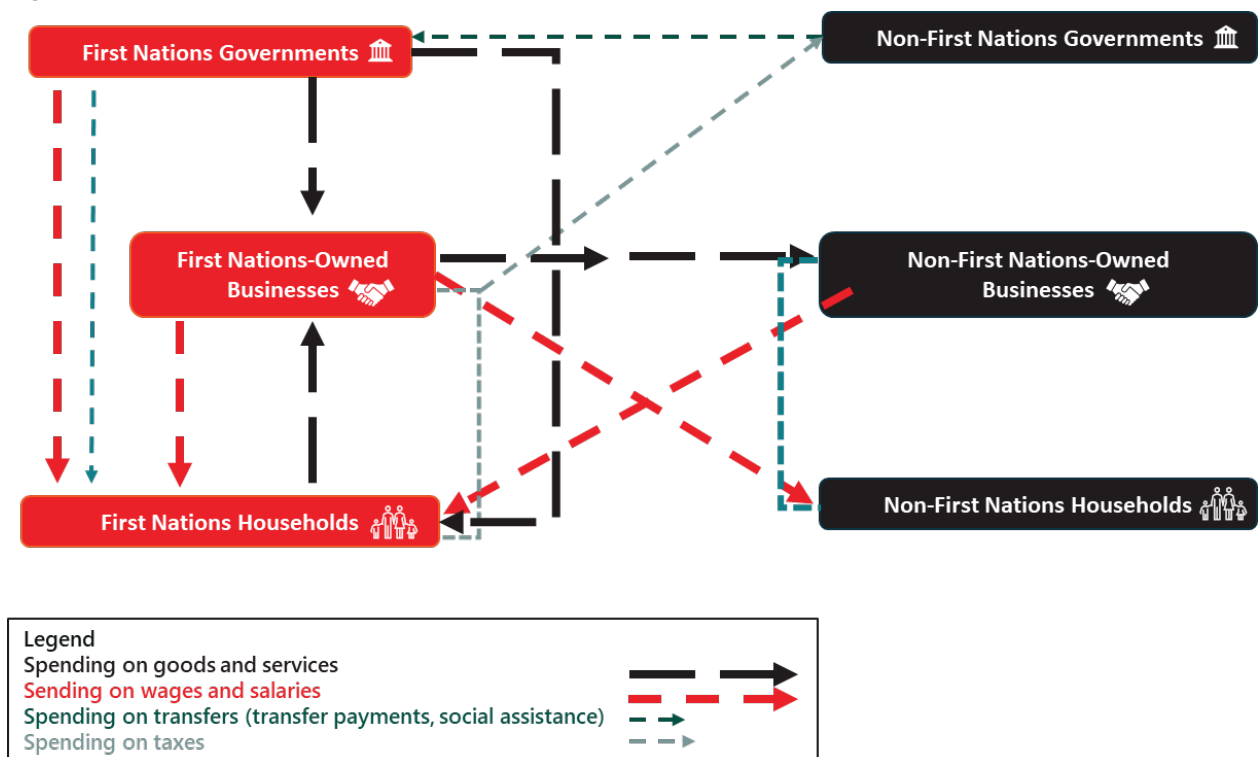 First Nations Governments
Non-First Nations Governments
First Nations-Owned
Businesses
Non-First Nations-Owned
Businesses
First Nations Households
Non-First Nations Households
Legend
Spending on goods and services
Sending on wages and salaries
Spending on transfers (transfer payments, social assistance)
Spending on taxes